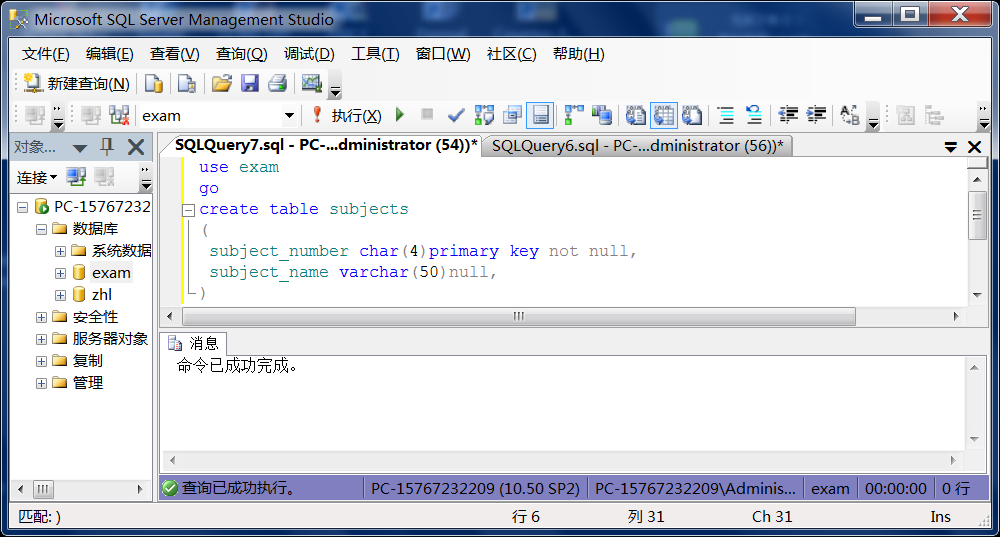 Microsoft SQL Server Management Studio
文件(F) 编辑(E) 查看(V) 查询(Q) 调试(D) 工具(T) 窗口(W) 社区(C) 帮助(H)
新建查询(N)
exam 执行(X)
对象... SQLQuery7.sql - PC-...dministrator (54))* SQLQuery6.sql - PC-...dministrator (56))*
连接
PC-15767232
数据库
系统数据
exam
zhl
安全性
服务器对象
复制
管理
use exam
go
create table subjects
(
subject_number char(4)primary key not null,
subject_name varchar(50)null,
)
消息
命令已成功完成。
查询已成功执行。 PC-15767232209 (10.50 SP2) PC-15767232209\Adminis... exam 00:00:00 0 行
匹配: ) 行 6 列 31 Ch 31 Ins